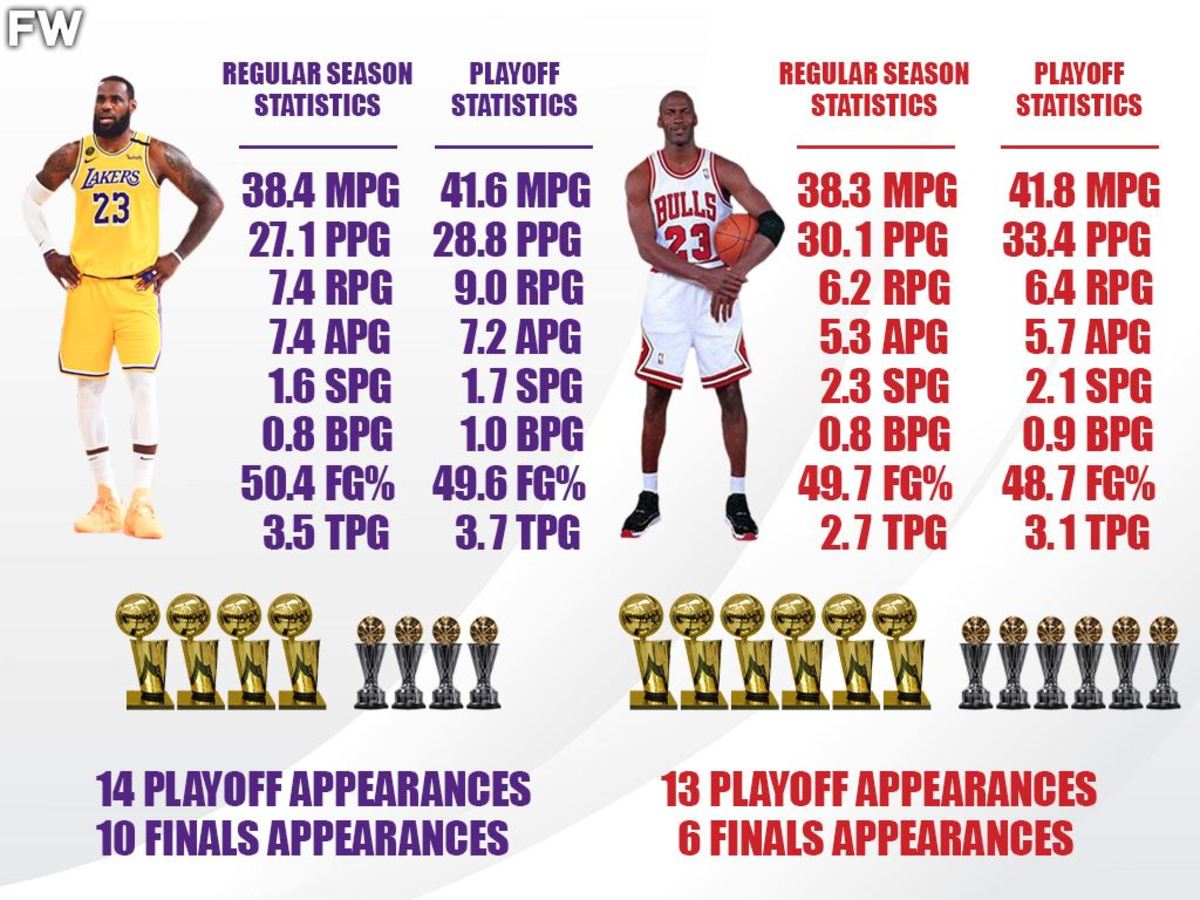 FW
REGULAR SEASON
STATISTICS
38.4 MPG
27.1 PPG
7.4 RPG
7.4 APG
1.6 SPG
0.8 BPG
50.4 FG%
3.5 TPG
PLAYOFF
STATISTICS
41.6 MPG
28.8 PPG
9.0 RPG
7.2 APG
1.7 SPG
1.0 BPG
49.6 FG%
3.7 TPG
LAKERS
23
14 PLAYOFF APPEARANCES
10 FINALS APPEARANCES
REGULAR SEASON
STATISTICS
38.3 MPG
30.1 PPG
6.2 RPG
5.3 APG
2.3 SPG
0.8 BPG
49.7 FG%
2.7 TPG
PLAYOFF
STATISTICS
41.8 MPG
33.4 PPG
6.4 RPG
5.7 APG
2.1 SPG
0.9 BPG
48.7 FG%
3.1 TPG
BULLS
23
13 PLAYOFF APPEARANCES
6 FINALS APPEARANCES